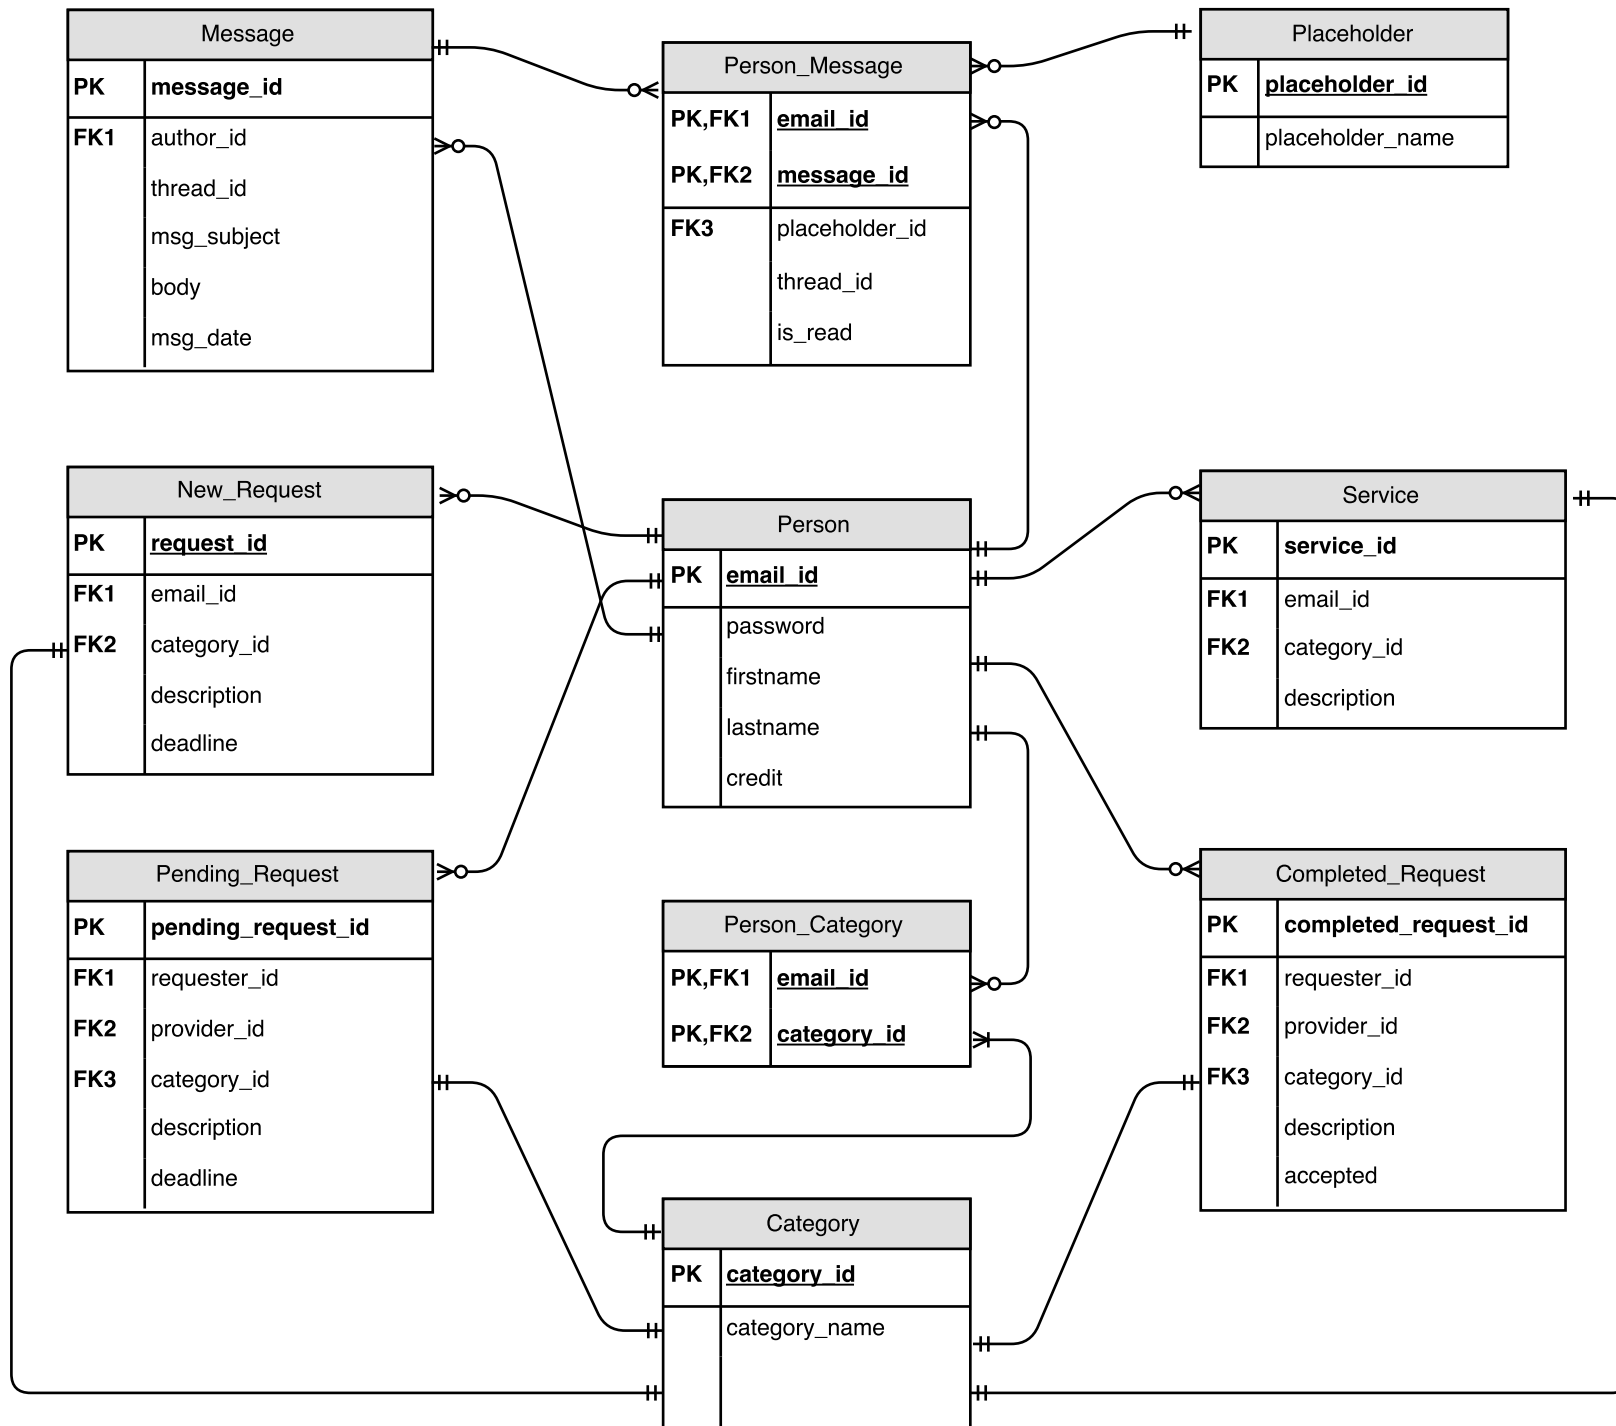 Message
PK message_id
FK1 author_id
thread_id
msg_subject
body
msg_date
Person_Message
PK,FK1 email_id
PK,FK2 message_id
FK3 placeholder_id
thread_id
is_read
Placeholder
PK placeholder_id
placeholder_name
New_Request
PK request_id
FK1 email_id
FK2 category_id
description
deadline
Person
PK email_id
password
firstname
lastname
credit
Service
PK service_id
FK1 email_id
FK2 category_id
description
Pending_Request
PK pending_request_id
FK1 requester_id
FK2 provider_id
FK3 category_id
description
deadline
Person_Category
PK,FK1 email_id
PK,FK2 category_id
Completed_Request
PK completed_request_id
FK1 requester_id
FK2 provider_id
FK3 category_id
description
accepted
Category
PK category_id
category_name